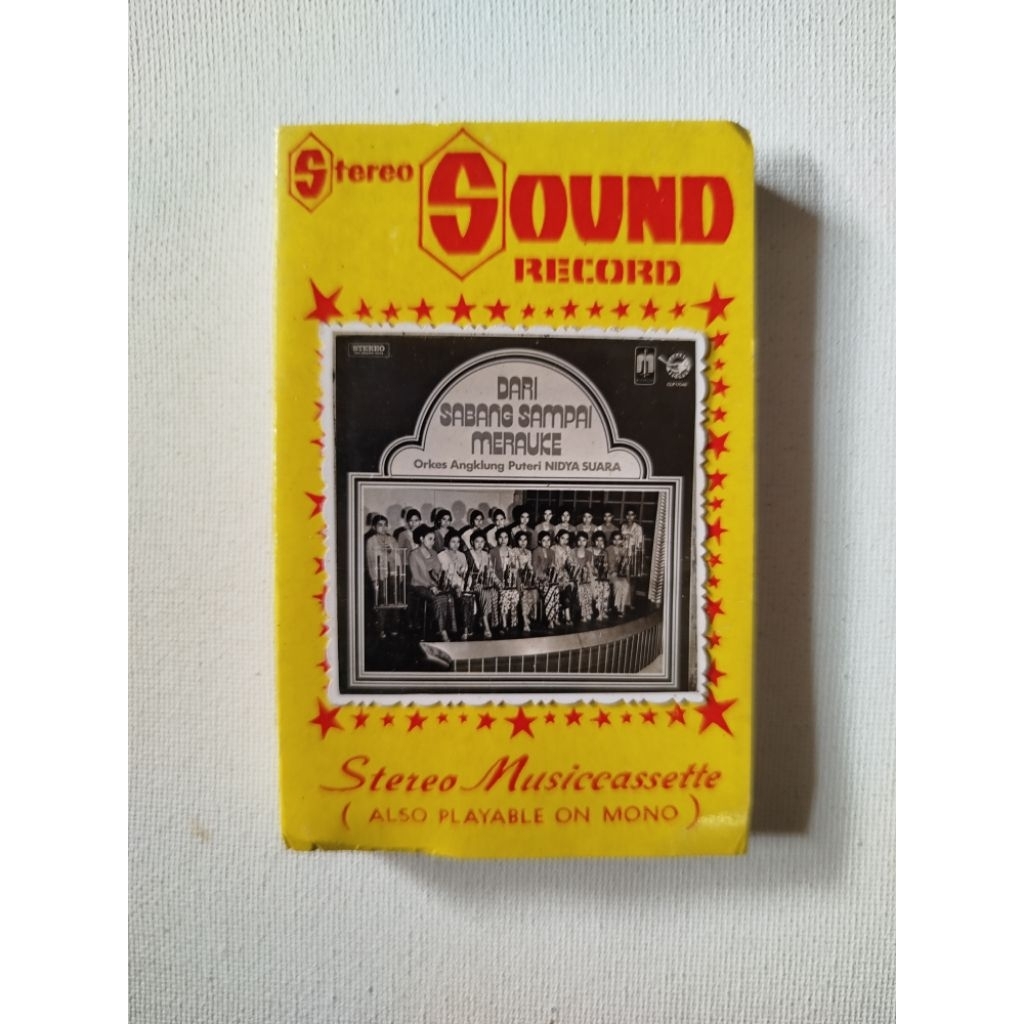 Stereo SOUND
RECORD
STEREO
DARI
SABANG SAMPAI
MERAUKE
Orkes Angklung Puteri NIDYA SUARA
Stereo Musiccassette
( ALSO PLAYABLE ON MONO )